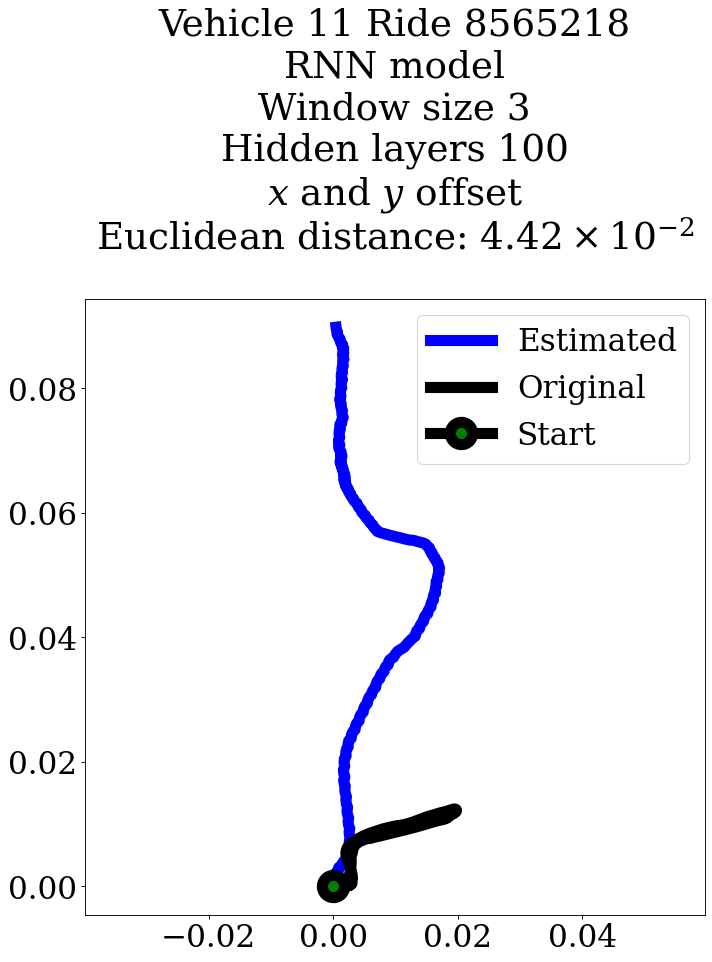 Vehicle 11 Ride 8565218
RNN model
Window size 3
Hidden layers 100
x and y offset
Euclidean distance: 4.42 × 10⁻²
Estimated
Original
Start
0.08
0.06
0.04
0.02
0.00
−0.02 0.00 0.02 0.04